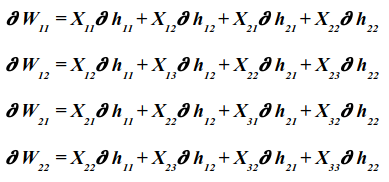 ∂W₁₁ = X₁₁∂h₁₁ + X₁₂∂h₁₂ + X₂₁∂h₂₁ + X₂₂∂h₂₂
∂W₁₂ = X₁₂∂h₁₁ + X₁₃∂h₁₂ + X₂₂∂h₂₁ + X₂₃∂h₂₂
∂W₂₁ = X₂₁∂h₁₁ + X₂₂∂h₁₂ + X₃₁∂h₂₁ + X₃₂∂h₂₂
∂W₂₂ = X₂₂∂h₁₁ + X₂₃∂h₁₂ + X₃₂∂h₂₁ + X₃₃∂h₂₂